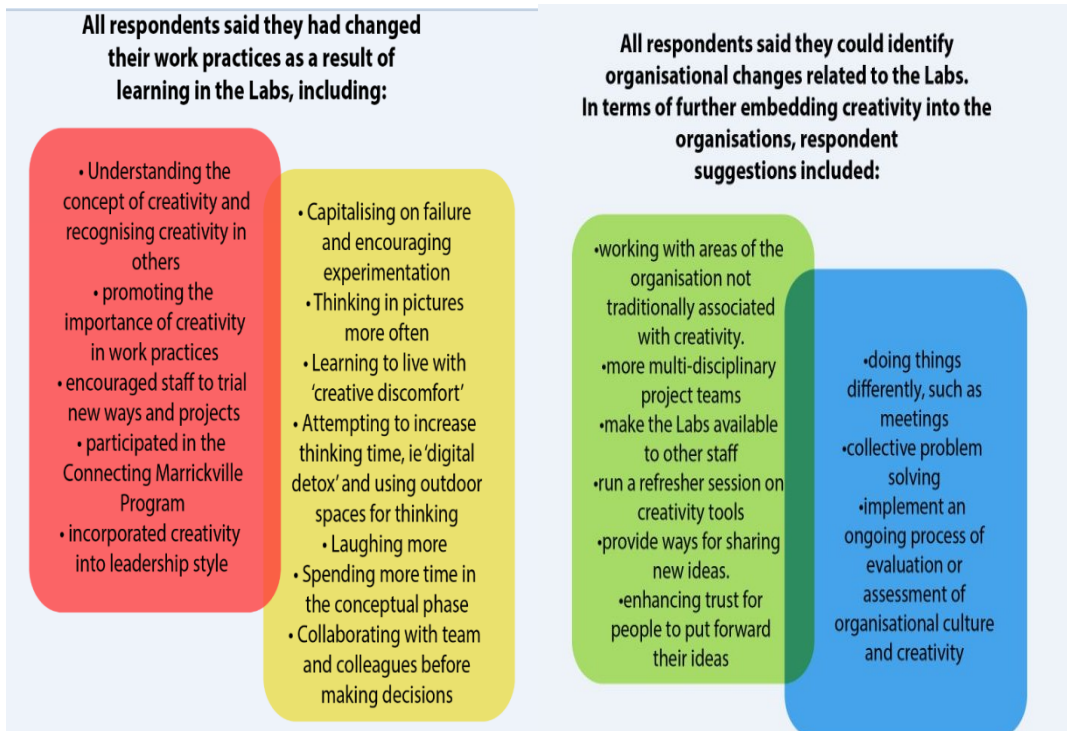 All respondents said they had changed
their work practices as a result of
learning in the Labs, including:
• Understanding the
concept of creativity and
recognising creativity in
others
• promoting the
importance of creativity
in work practices
• encouraged staff to trial
new ways and projects
• participated in the
Connecting Marrickville
Program
• incorporated creativity
into leadership style
• Capitalising on failure
and encouraging
experimentation
• Thinking in pictures
more often
• Learning to live with
‘creative discomfort’
• Attempting to increase
thinking time, ie ‘digital
detox’ and using outdoor
spaces for thinking
• Laughing more
• Spending more time in
the conceptual phase
• Collaborating with team
and colleagues before
making decisions
All respondents said they could identify
organisational changes related to the Labs.
In terms of further embedding creativity into the
organisations, respondent
suggestions included:
•working with areas of the
organisation not
traditionally associated
with creativity.
•more multi-disciplinary
project teams
•make the Labs available
to other staff
•run a refresher session on
creativity tools
•provide ways for sharing
new ideas.
•enhancing trust for
people to put forward
their ideas
•doing things
differently, such as
meetings
•collective problem
solving
•implement an
ongoing process of
evaluation or
assessment of
organisational culture
and creativity